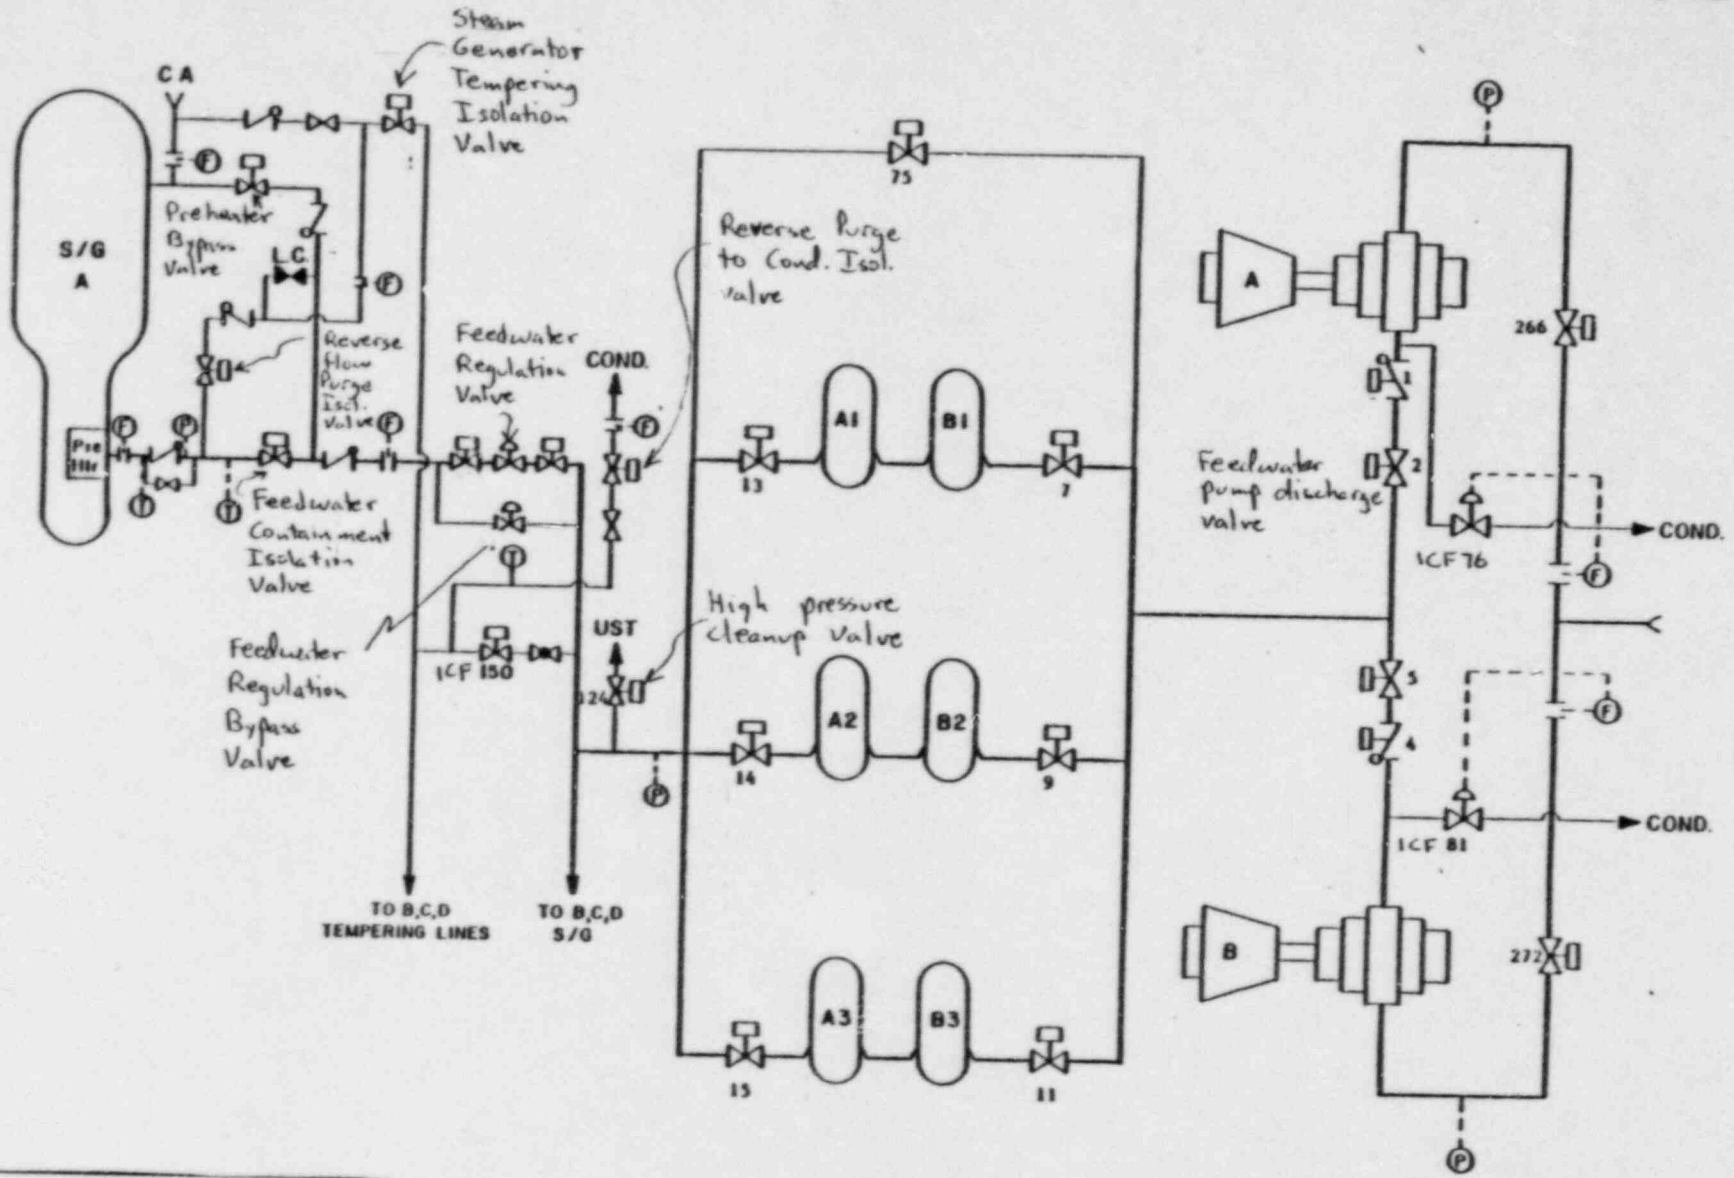 Steam
Generator
Tempering
Isolation
Valve
CA
F
P
75
Preheater
Bypass
Valve
S/G
A
L.C.
F
Reverse Purge
to Cond. Isol.
valve
A
266
Reverse
flow
Purge
Isol.
Valve
Feedwater
Regulation
Valve
COND.
1
A1
B1
F
P
F
F
Pre
Htr
13
7
Feedwater
pump discharge
valve
2
T
T
Feedwater
Containment
Isolation
Valve
COND.
1CF 76
T
F
High pressure
cleanup valve
UST
Feedwater
Regulation
Bypass
Valve
1CF 150
124
5
A2
B2
F
4
14
9
P
COND.
1CF 81
TO B,C,D
TEMPERING LINES
TO B,C,D
S/G
B
272
A3
B3
15
11
P